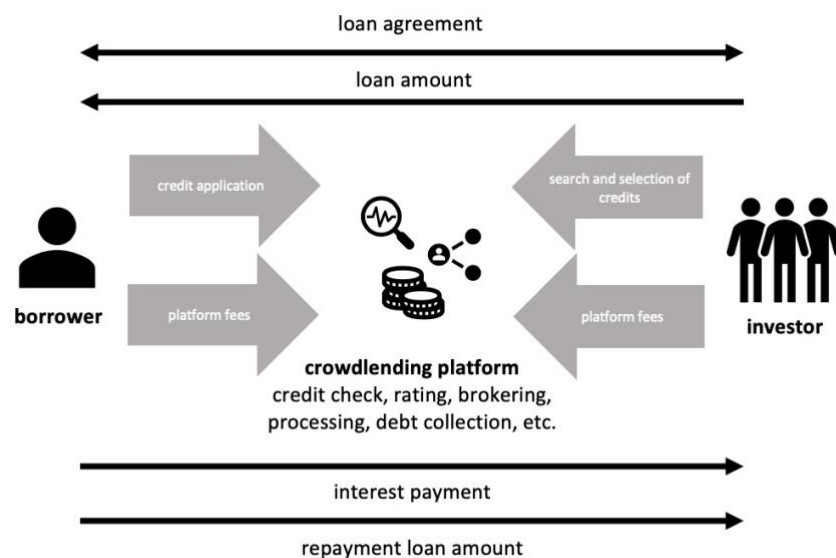 loan agreement
loan amount
credit application
search and selection of
credits
borrower
platform fees
platform fees
investor
crowdlending platform
credit check, rating, brokering,
processing, debt collection, etc.
interest payment
repayment loan amount